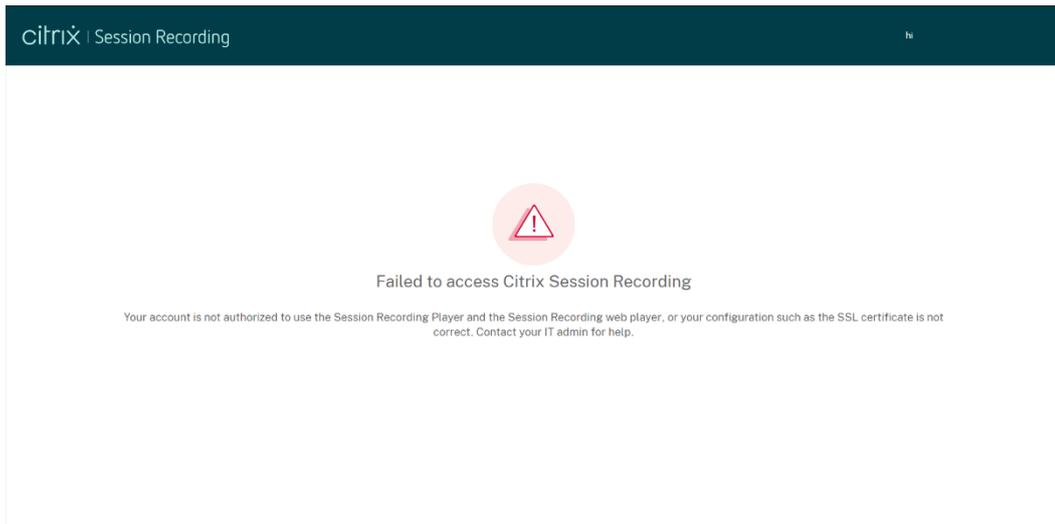 citrix | Session Recording
hi
Failed to access Citrix Session Recording
Your account is not authorized to use the Session Recording Player and the Session Recording web player, or your configuration such as the SSL certificate is not
correct. Contact your IT admin for help.